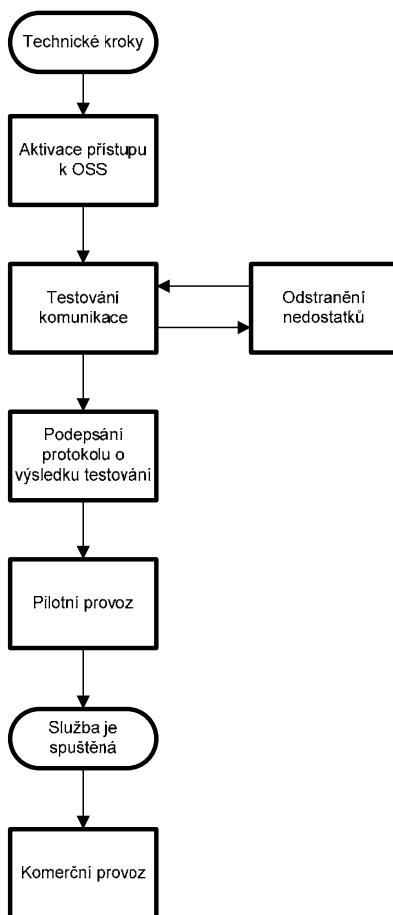 Technické kroky
Aktivace přístupu
k OSS
Testování
komunikace
Odstranění
nedostatků
Podepsání
protokolu o
výsledku testování
Pilotní provoz
Služba je
spuštěná
Komerční provoz